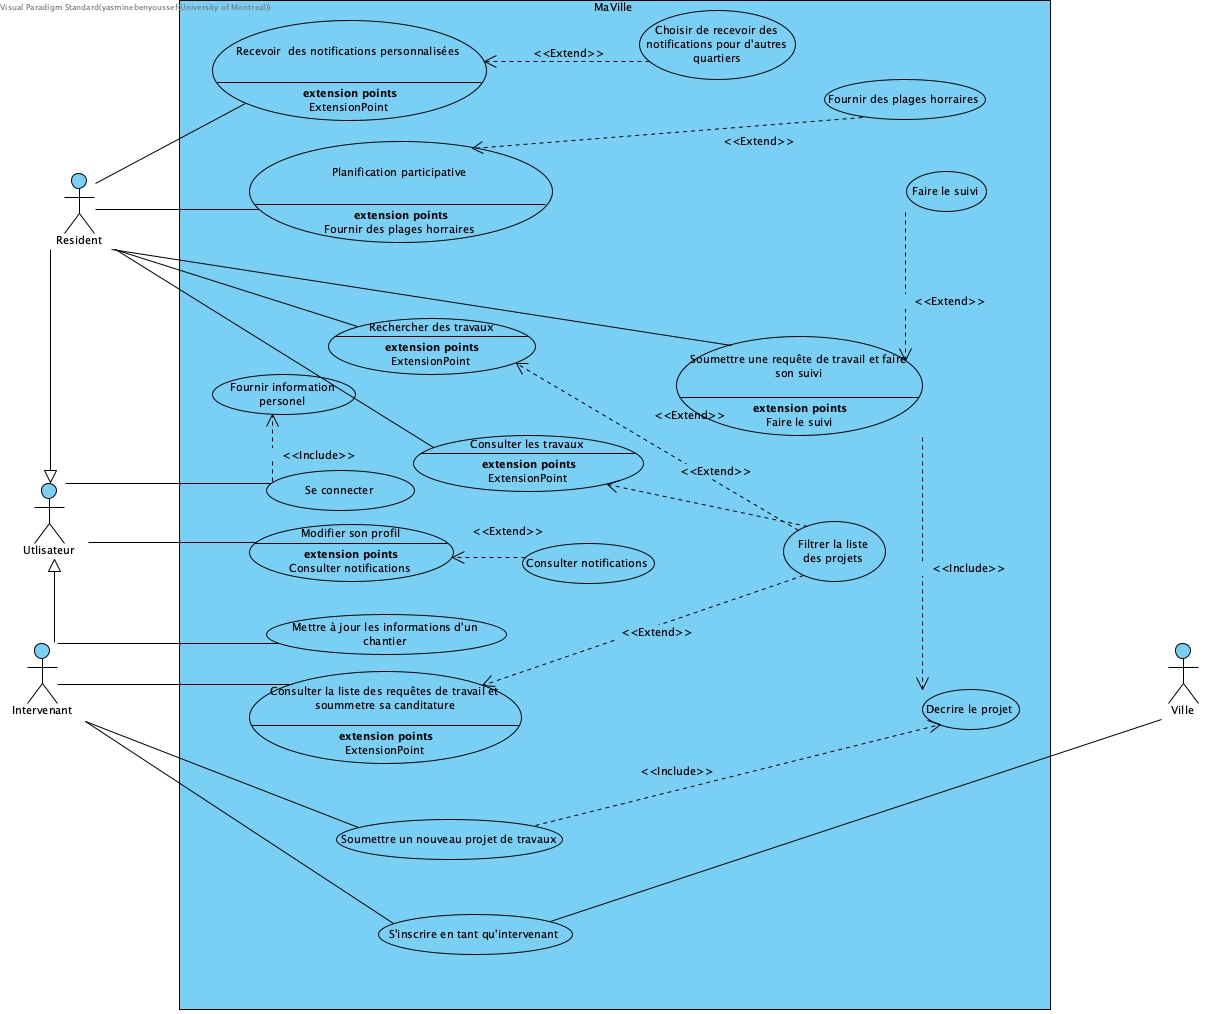 Visual Paradigm Standard(yasminebenyoussef(University of Montreal))
MaVille
Recevoir  des notifications personnalisées
extension points
ExtensionPoint
<<Extend>>
Choisir de recevoir des
notifications pour d'autres
quartiers
Fournir des plages horraires
<<Extend>>
Planification participative
extension points
Fournir des plages horraires
Faire le suivi
Resident
<<Extend>>
Rechercher des travaux
extension points
ExtensionPoint
Soumettre une requête de travail et faire
son suivi
extension points
Faire le suivi
Fournir information
personel
<<Extend>>
<<Include>>
Consulter les travaux
extension points
ExtensionPoint
<<Extend>>
Se connecter
Utlisateur
Modifier son profil
extension points
Consulter notifications
<<Extend>>
Consulter notifications
Filtrer la liste
des projets
<<Include>>
Mettre à jour les informations d'un
chantier
<<Extend>>
Intervenant
Consulter la liste des requêtes de travail et
soummetre sa canditature
extension points
ExtensionPoint
Decrire le projet
Ville
<<Include>>
Soumettre un nouveau projet de travaux
S'inscrire en tant qu'intervenant